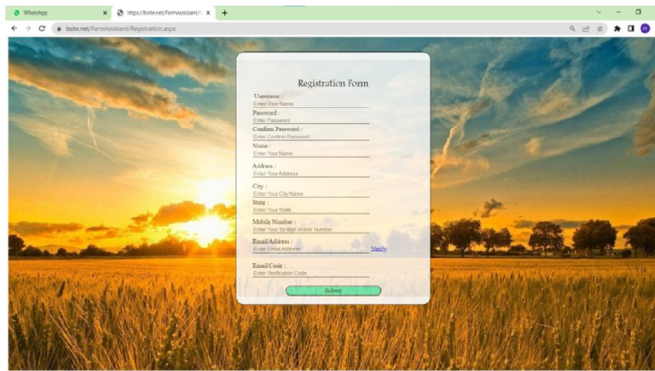 WhatsApp
https://bsite.net/FarmAssistant/
bsite.net/FarmAssistant/Registration.aspx
Registration Form
Username :
Enter User Name
Password
Enter Password
Confirm Password :
Enter Confirm Password
Name:
Enter Your Name
Address :
Enter Your Address
City :
Enter Your City Name
State :
Enter Your State
Mobile Number :
Enter Your 10 digit Mobile Number
Email Address :
Enter Email Address Verify
Email Code :
Enter Verification Code
Submit